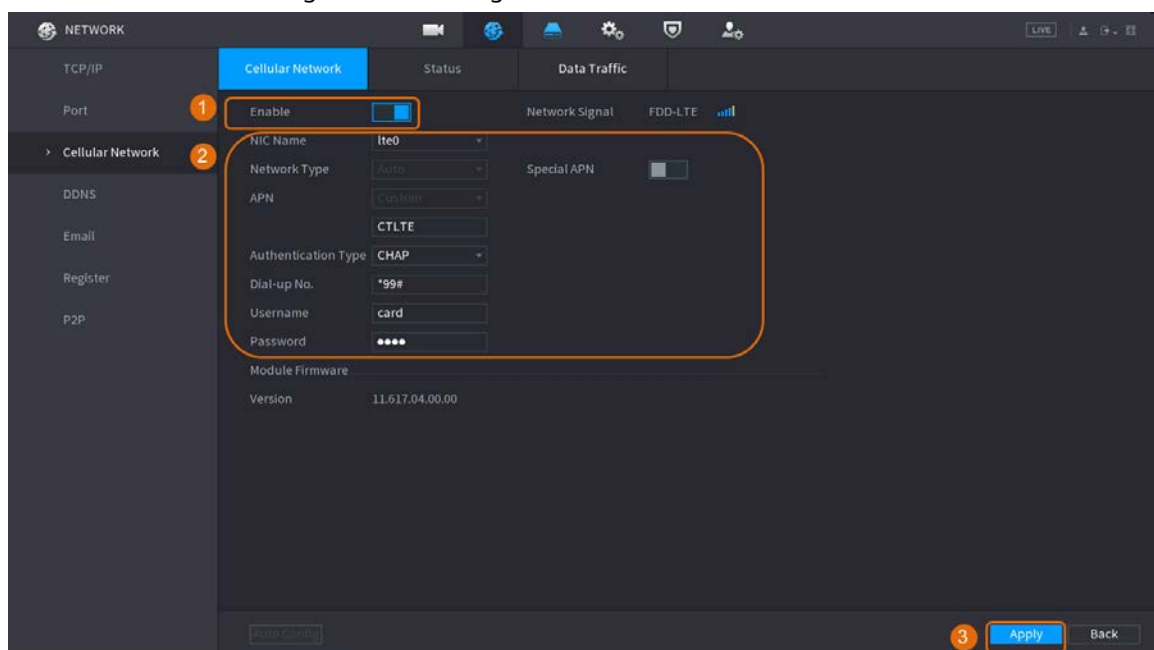 NETWORK
LIVE
TCP/IP
Port
Cellular Network
DDNS
Email
Register
P2P
Cellular Network Status Data Traffic
1 Enable Network Signal FDD-LTE
2
NIC Name lte0
Network Type Auto Special APN
APN Custom
CTLTE
Authentication Type CHAP
Dial-up No. *99#
Username card
Password ••••
Module Firmware
Version 11.617.04.00.00
Auto Config 3 Apply Back